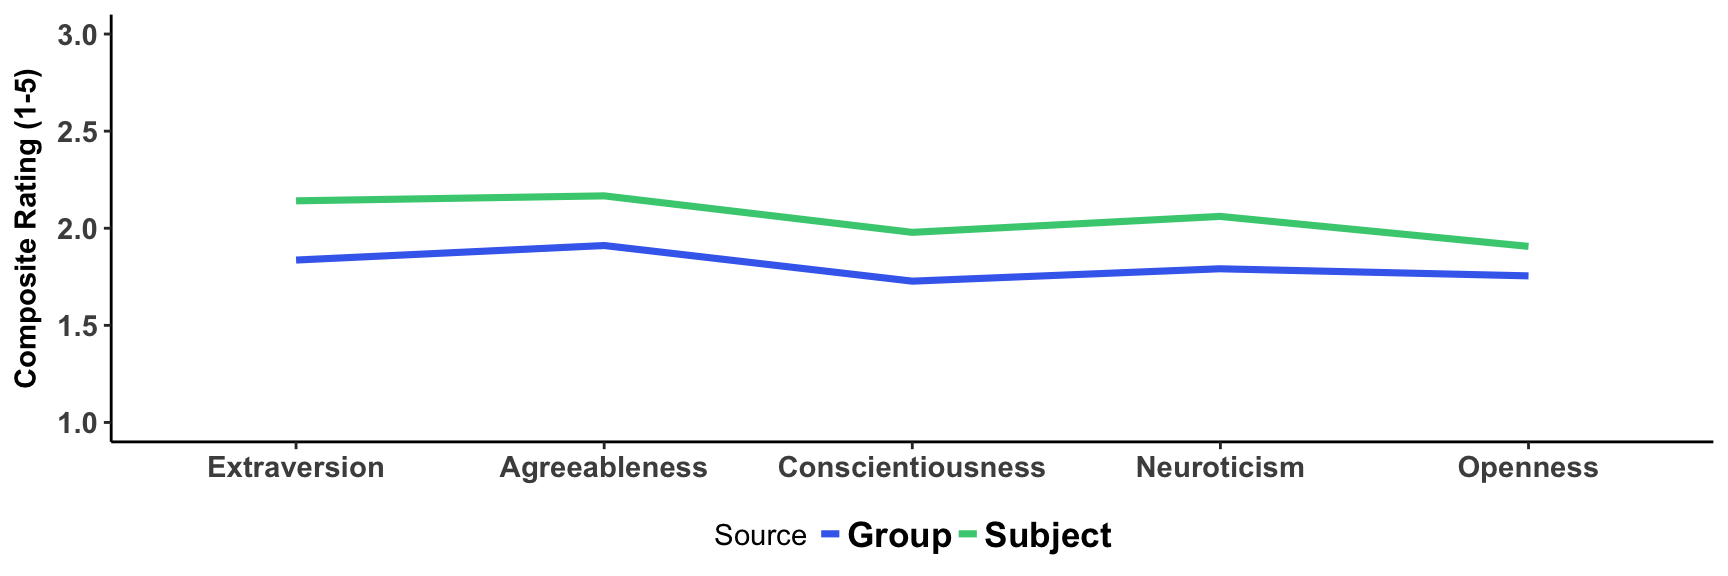 Composite Rating (1-5)
3.0
2.5
2.0
1.5
1.0
Extraversion Agreeableness Conscientiousness Neuroticism Openness
Source Group Subject